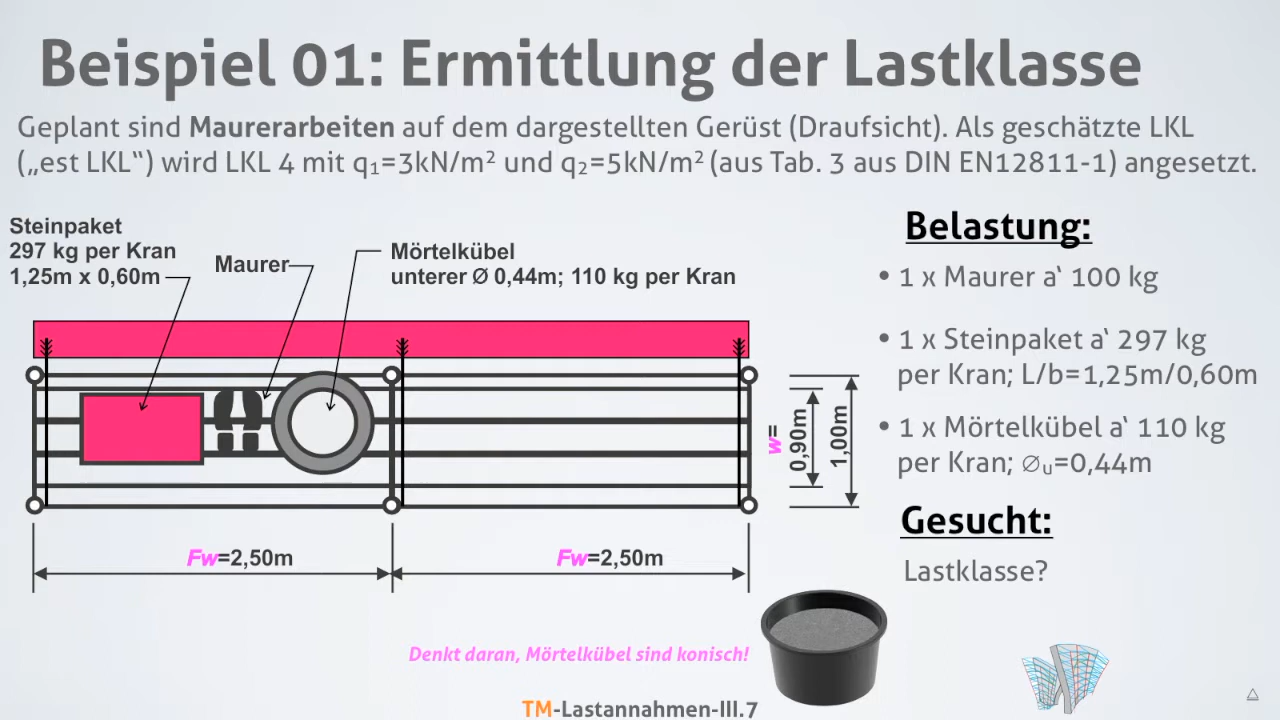 Beispiel 01: Ermittlung der Lastklasse
Geplant sind Maurerarbeiten auf dem dargestellten Gerüst (Draufsicht). Als geschätzte LKL
(„est LKL“) wird LKL 4 mit q₁=3kN/m² und q₂=5kN/m² (aus Tab. 3 aus DIN EN12811-1) angesetzt.
Steinpaket
297 kg per Kran
1,25m x 0,60m
Maurer
Mörtelkübel
unterer Ø 0,44m; 110 kg per Kran
w=
0,90m
1,00m
Fw=2,50m
Fw=2,50m
Denkt daran, Mörtelkübel sind konisch!
Belastung:
• 1 x Maurer a‘ 100 kg
• 1 x Steinpaket a‘ 297 kg
per Kran; L/b=1,25m/0,60m
• 1 x Mörtelkübel a‘ 110 kg
per Kran; ∅ᵤ=0,44m
Gesucht:
Lastklasse?
TM-Lastannahmen-III.7